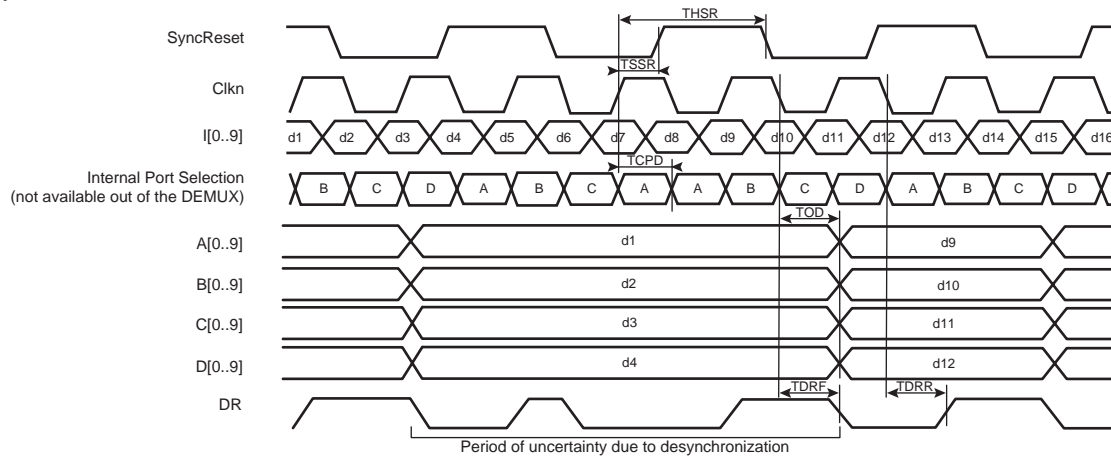 THSR
SyncReset
TSSR
Clkn
I[0..9] d1 d2 d3 d4 d5 d6 d7 d8 d9 d10 d11 d12 d13 d14 d15 d16
TCPD
Internal Port Selection
(not available out of the DEMUX)
B C D A B C A A B C D A B C D
TOD
A[0..9] d1 d9
B[0..9] d2 d10
C[0..9] d3 d11
D[0..9] d4 d12
TDRF TDRR
DR
Period of uncertainty due to desynchronization